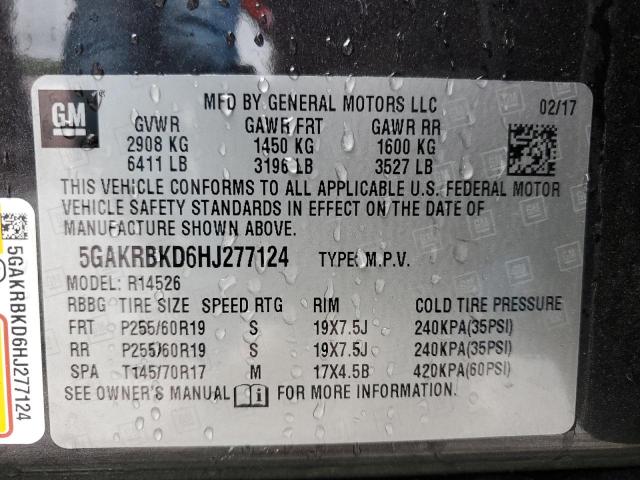 GM
MFD BY GENERAL MOTORS LLC
02/17
GVWR GAWR FRT GAWR RR
2908 KG 1450 KG 1600 KG
6411 LB 3196 LB 3527 LB
THIS VEHICLE CONFORMS TO ALL APPLICABLE U.S. FEDERAL MOTOR
VEHICLE SAFETY STANDARDS IN EFFECT ON THE DATE OF
MANUFACTURE SHOWN ABOVE.
5GAKRBKD6HJ277124 TYPE: M.P.V.
MODEL: R14526
RBBG TIRE SIZE SPEED RTG RIM COLD TIRE PRESSURE
FRT P255/60R19 S 19X7.5J 240KPA(35PSI)
RR P255/60R19 S 19X7.5J 240KPA(35PSI)
SPA T145/70R17 M 17X4.5B 420KPA(60PSI)
SEE OWNER'S MANUAL FOR MORE INFORMATION.
5GAKRBKD6HJ277124